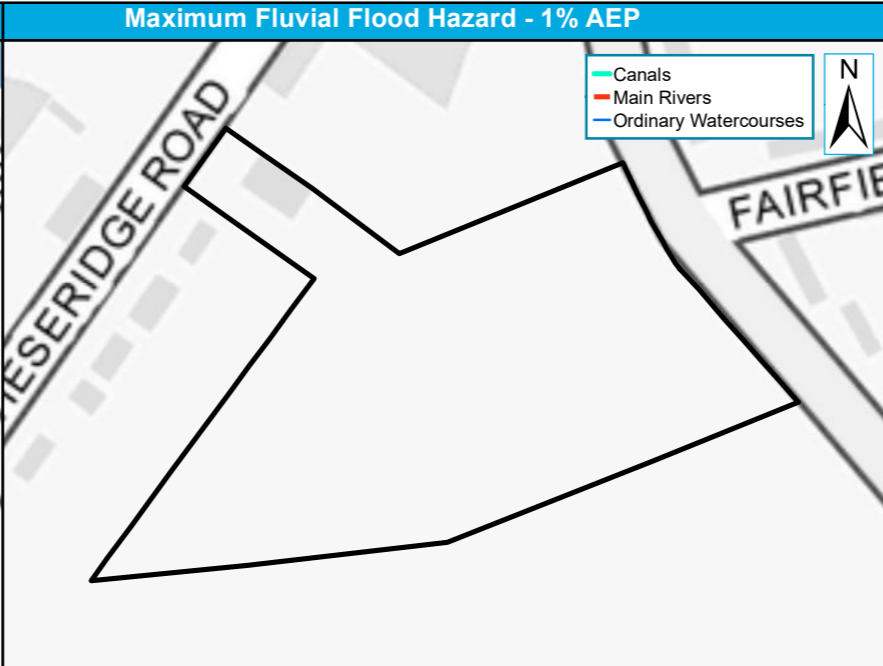 Maximum Fluvial Flood Hazard - 1% AEP
Canals
Main Rivers
Ordinary Watercourses
N
ESERIDGE ROAD
FAIRFIE